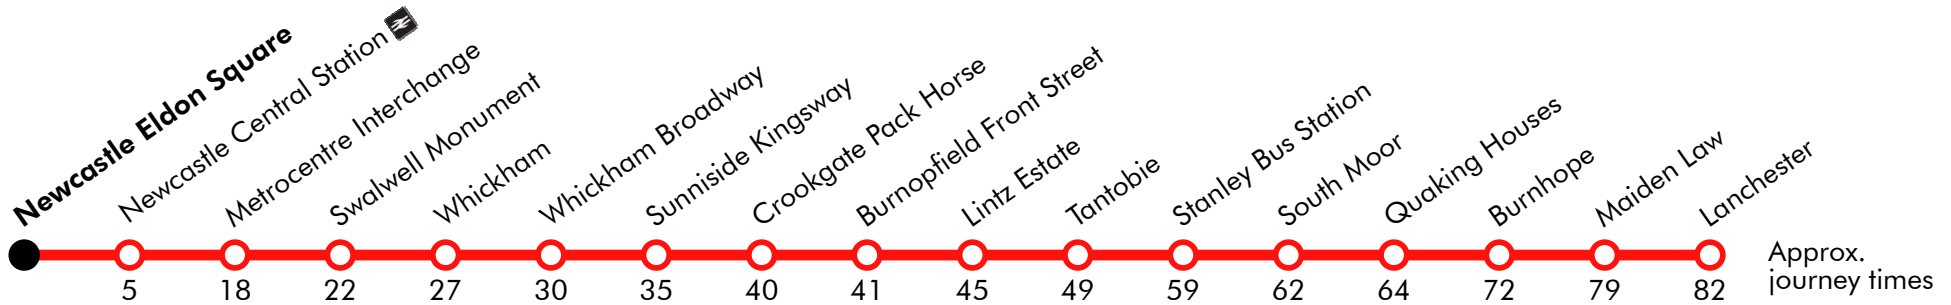 Newcastle Eldon Square
Newcastle Central Station
Metrocentre Interchange
Swalwell Monument
Whickham
Whickham Broadway
Sunniside Kingsway
Crookgate Pack Horse
Burnopfield Front Street
Lintz Estate
Tantobie
Stanley Bus Station
South Moor
Quaking Houses
Burnhope
Maiden Law
Lanchester
Approx.
journey times
5 18 22 27 30 35 40 41 45 49 59 62 64 72 79 82